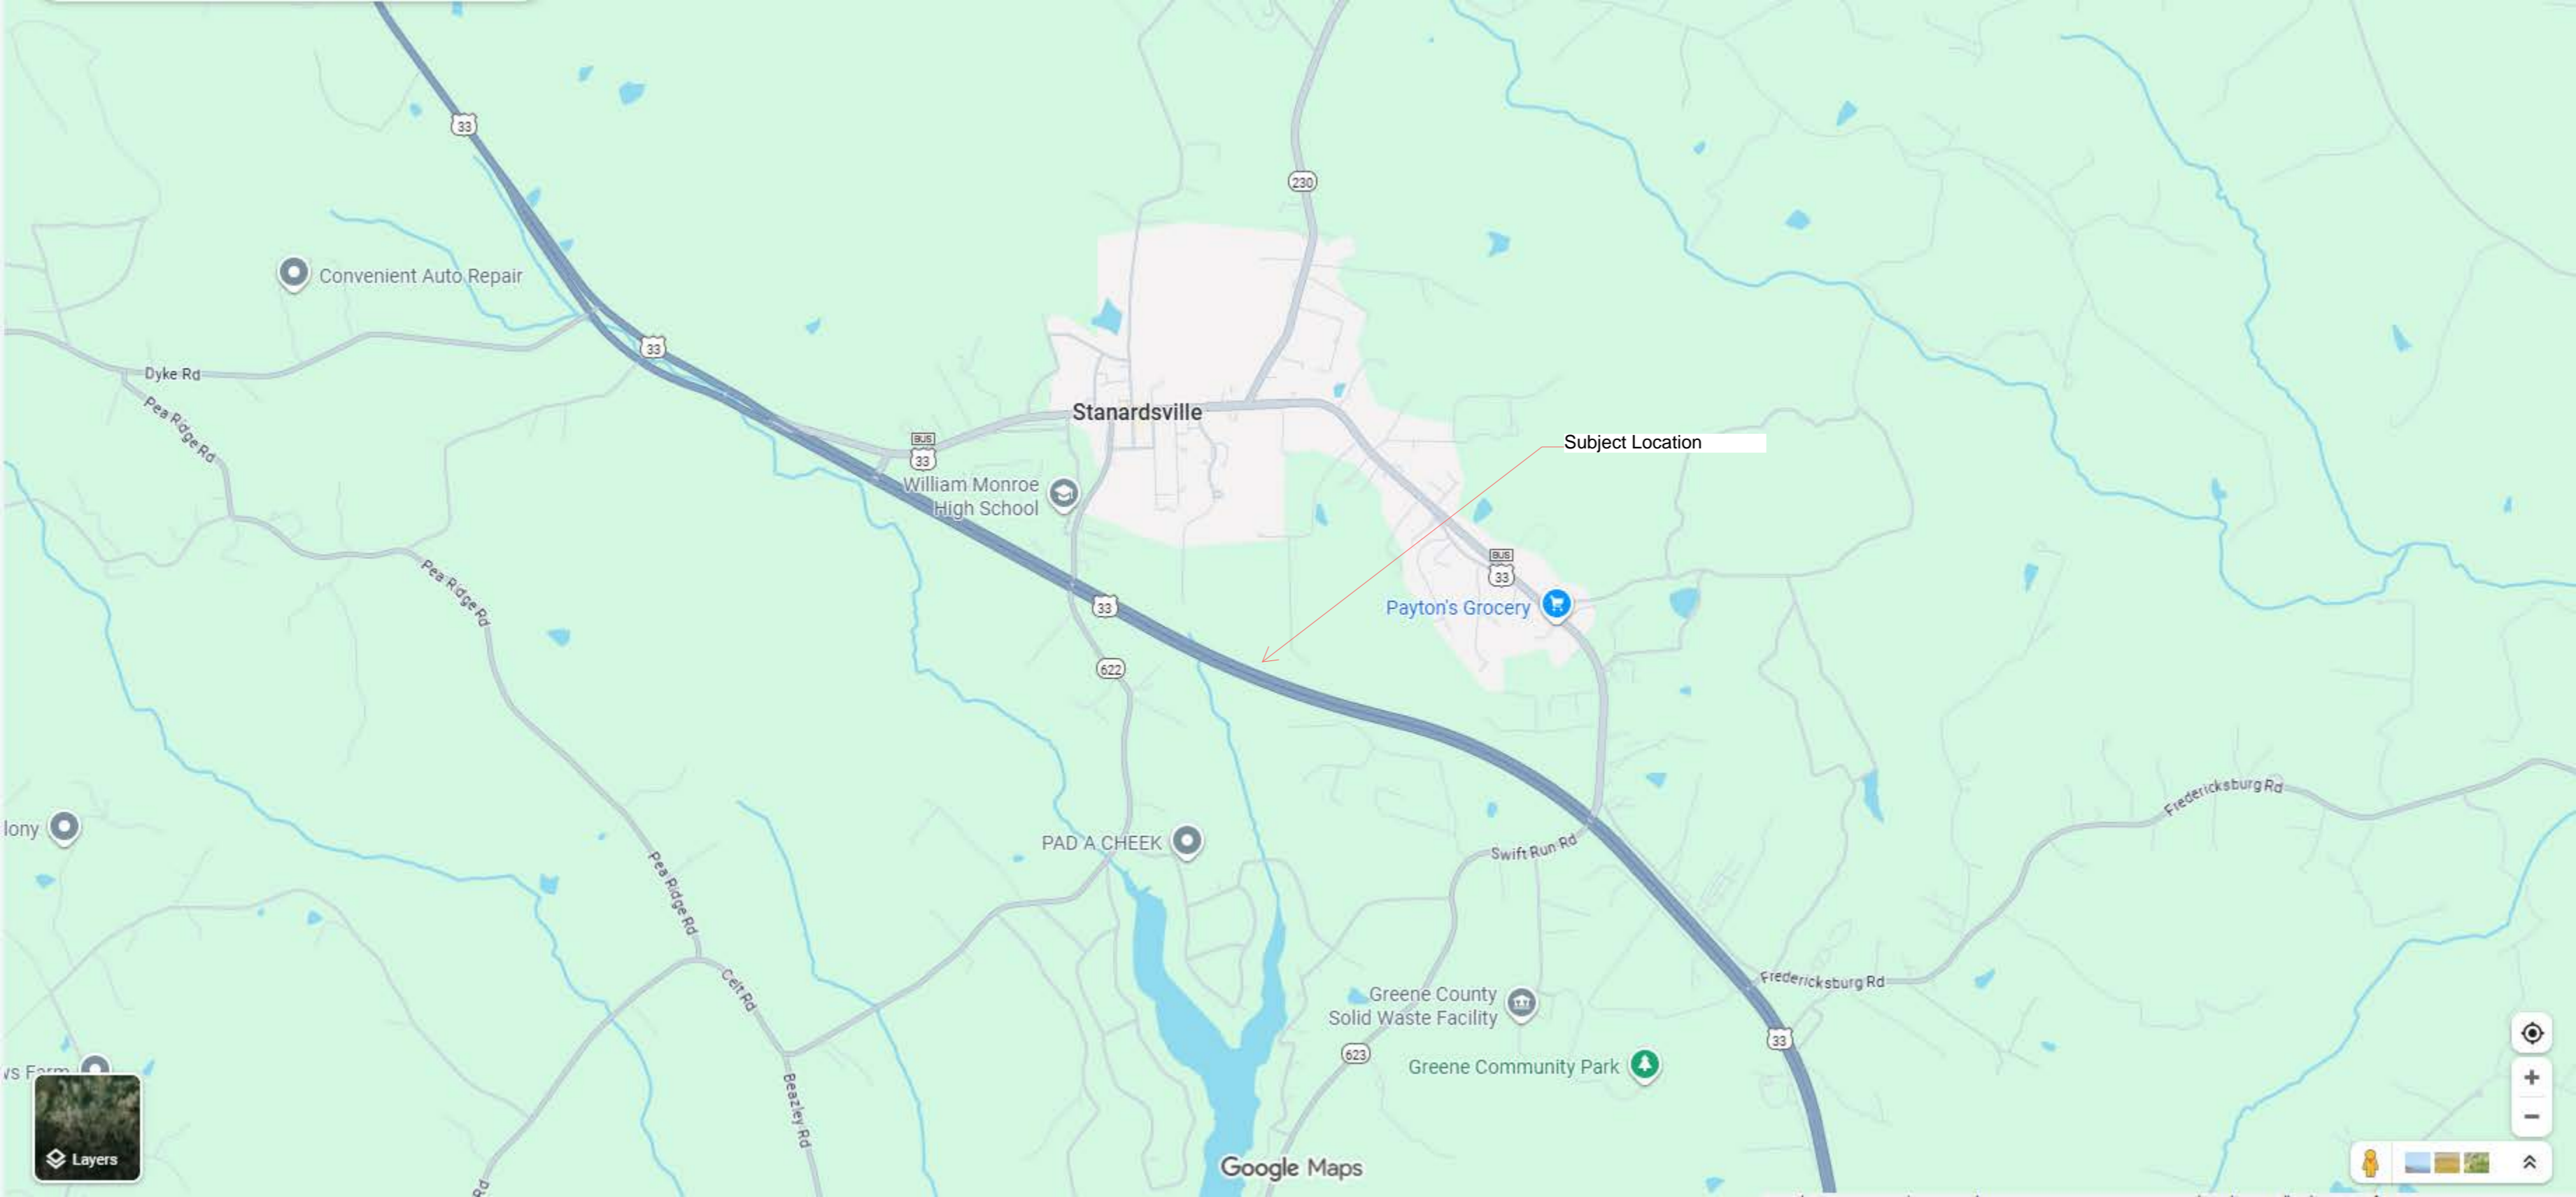 33
230
Convenient Auto Repair
33
Dyke Rd
Pea Ridge Rd
Stanardsville
BUS
33
Subject Location
William Monroe
High School
BUS
33
Pea Ridge Rd
33
Payton's Grocery
622
Fredericksburg Rd
lony
PAD A CHEEK
Swift Run Rd
Pea Ridge Rd
Celt Rd
Fredericksburg Rd
Greene County
Solid Waste Facility
33
623
Greene Community Park
Beazley Rd
Layers
Google Maps
Rd